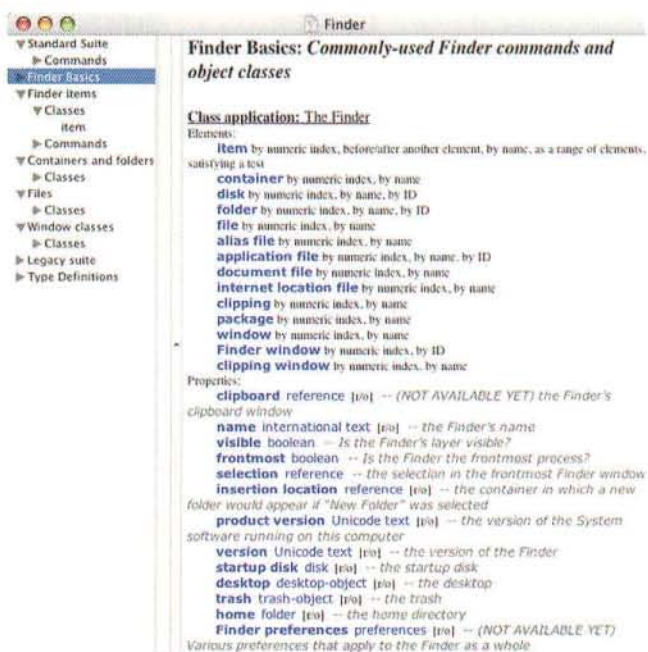 Finder
Standard Suite
Commands
Finder Basics
Finder items
Classes
item
Commands
Containers and folders
Classes
Files
Classes
Window classes
Classes
Legacy suite
Type Definitions
Finder Basics: Commonly-used Finder commands and
object classes
Class application: The Finder
Elements:
item by numeric index, before/after another element, by name, as a range of elements,
satisfying a test
container by numeric index, by name
disk by numeric index, by name, by ID
folder by numeric index, by name, by ID
file by numeric index, by name
alias file by numeric index, by name
application file by numeric index, by name, by ID
document file by numeric index, by name
internet location file by numeric index, by name
clipping by numeric index, by name
package by numeric index, by name
window by numeric index, by name
Finder window by numeric index, by ID
clipping window by numeric index, by name
Properties:
clipboard reference [r/o] -- (NOT AVAILABLE YET) the Finder's
clipboard window
name international text [r/o] -- the Finder's name
visible boolean -- Is the Finder's layer visible?
frontmost boolean -- Is the Finder the frontmost process?
selection reference -- the selection in the frontmost Finder window
insertion location reference [r/o] -- the container in which a new
folder would appear if "New Folder" was selected
product version Unicode text [r/o] -- the version of the System
software running on this computer
version Unicode text [r/o] -- the version of the Finder
startup disk disk [r/o] -- the startup disk
desktop desktop-object [r/o] -- the desktop
trash trash-object [r/o] -- the trash
home folder [r/o] -- the home directory
Finder preferences preferences [r/o] -- (NOT AVAILABLE YET)
Various preferences that apply to the Finder as a whole